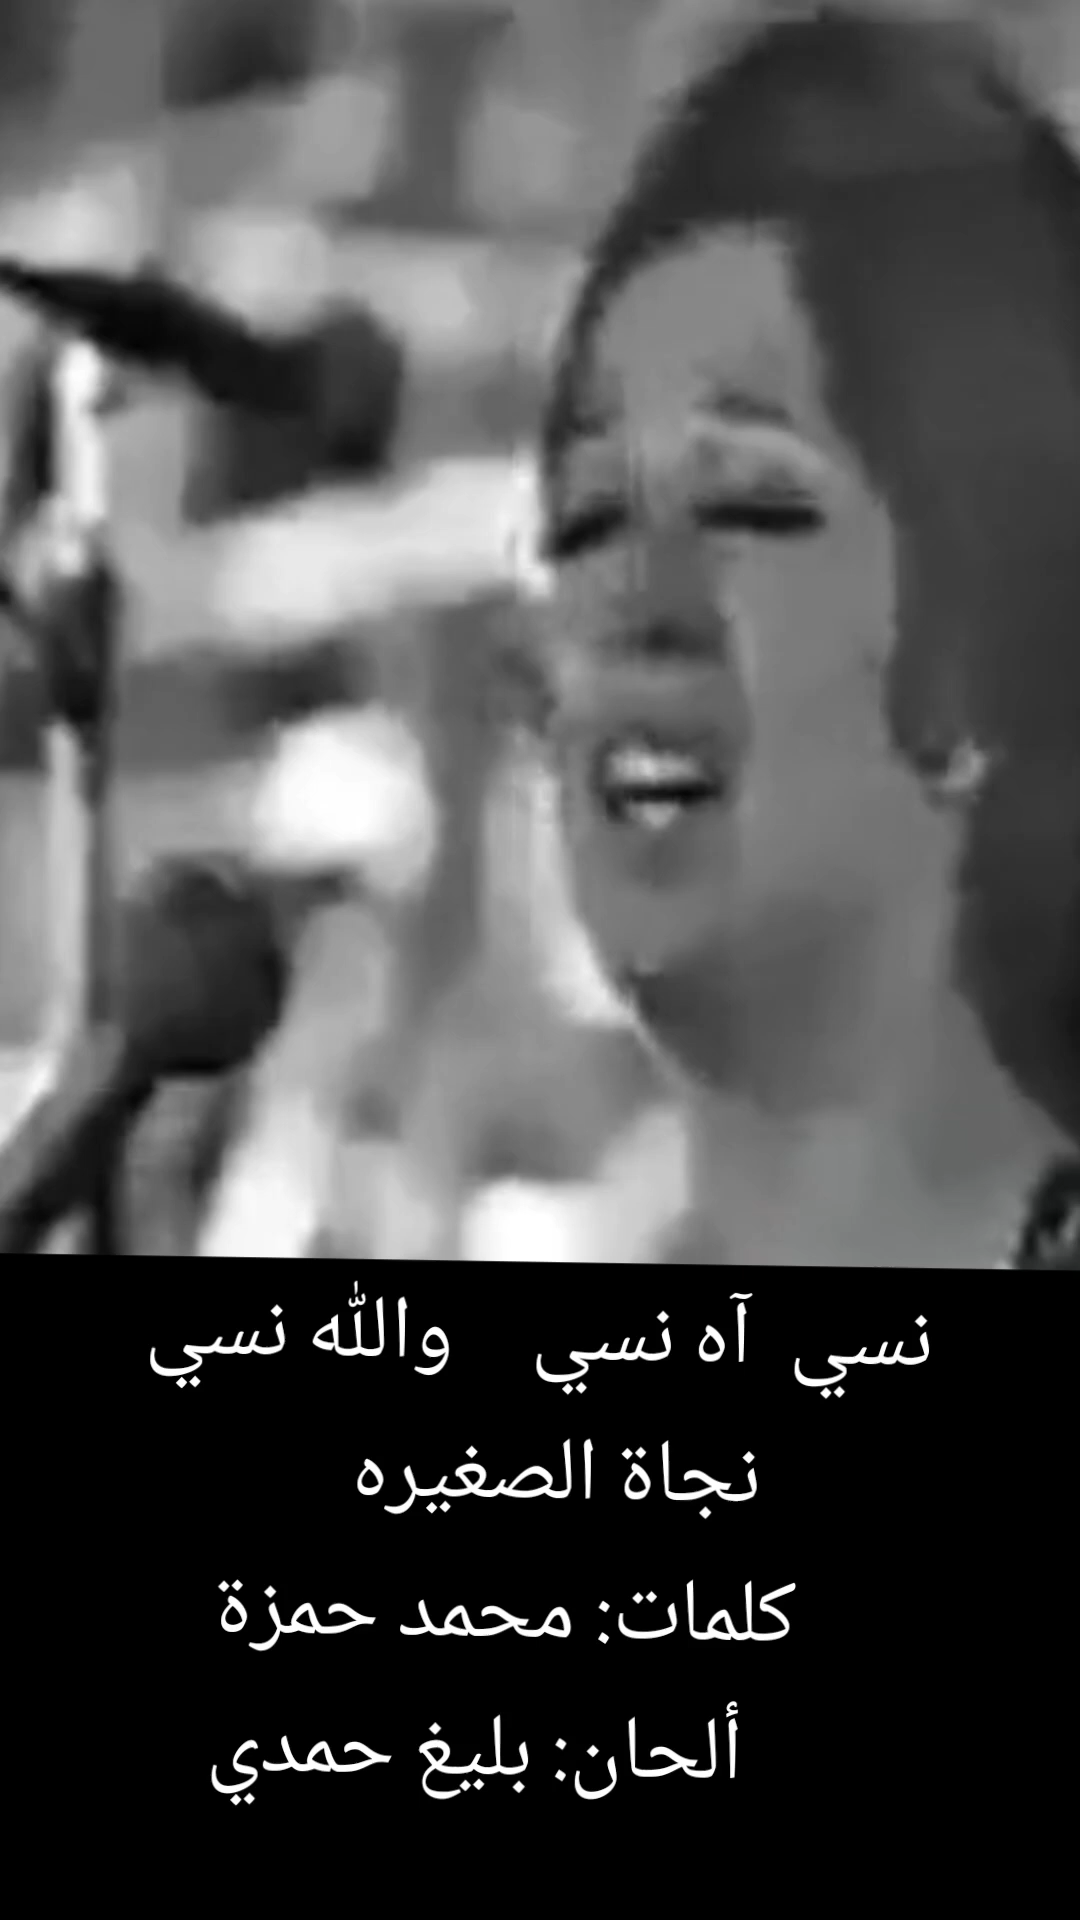 نسي آه نسي والله نسي
نجاة الصغيره
كلمات: محمد حمزة
ألحان: بليغ حمدي